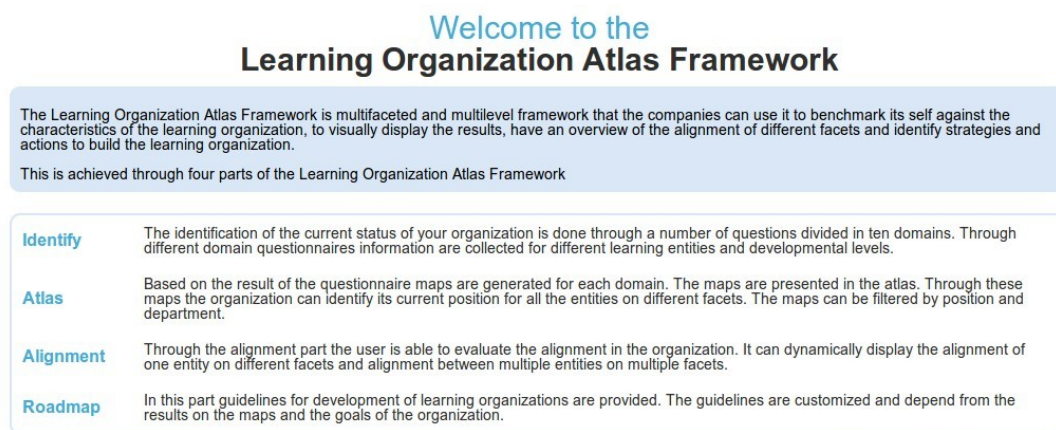 Welcome to the
Learning Organization Atlas Framework
The Learning Organization Atlas Framework is multifaceted and multilevel framework that the companies can use it to benchmark its self against the
characteristics of the learning organization, to visually display the results, have an overview of the alignment of different facets and identify strategies and
actions to build the learning organization.
This is achieved through four parts of the Learning Organization Atlas Framework
Identify
The identification of the current status of your organization is done through a number of questions divided in ten domains. Through
different domain questionnaires information are collected for different learning entities and developmental levels.
Atlas
Based on the result of the questionnaire maps are generated for each domain. The maps are presented in the atlas. Through these
maps the organization can identify its current position for all the entities on different facets. The maps can be filtered by position and
department.
Alignment
Through the alignment part the user is able to evaluate the alignment in the organization. It can dynamically display the alignment of
one entity on different facets and alignment between multiple entities on multiple facets.
Roadmap
In this part guidelines for development of learning organizations are provided. The guidelines are customized and depend from the
results on the maps and the goals of the organization.